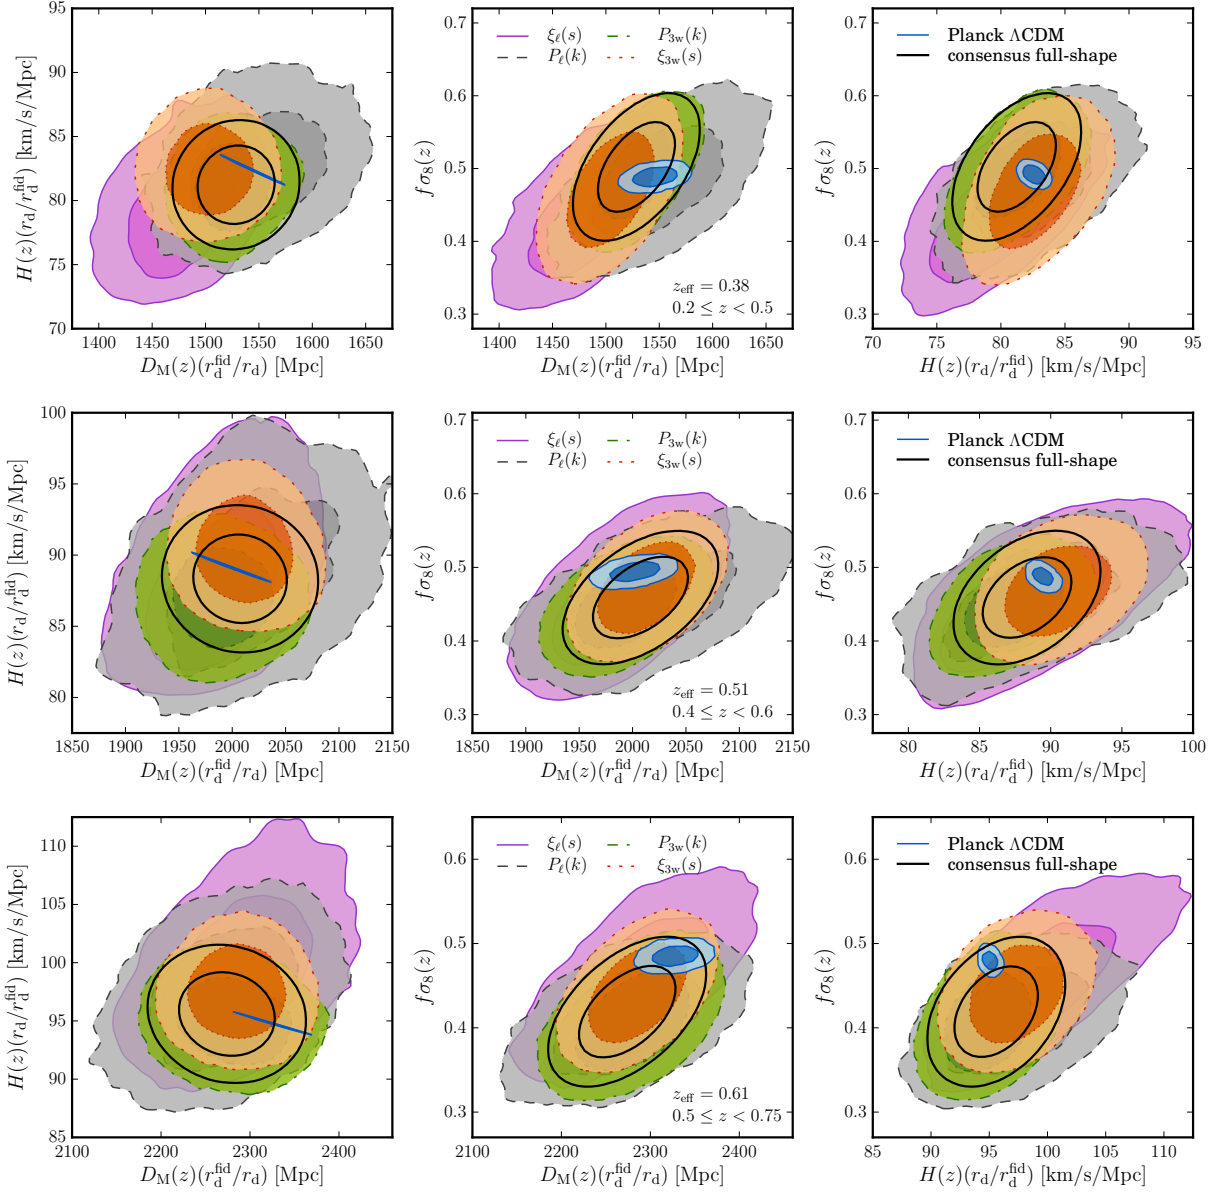 95
90
85
80
75
70
H(z)(r_d/r_d^fid) [km/s/Mpc]
1400 1450 1500 1550 1600 1650
D_M(z)(r_d^fid/r_d) [Mpc]
0.7
0.6
0.5
0.4
0.3
fσ_8(z)
ξ_ℓ(s) P_3w(k)
P_ℓ(k) ξ_3w(s)
z_eff = 0.38
0.2 ≤ z < 0.5
1400 1450 1500 1550 1600 1650
D_M(z)(r_d^fid/r_d) [Mpc]
0.7
0.6
0.5
0.4
0.3
fσ_8(z)
Planck ΛCDM
consensus full-shape
70 75 80 85 90 95
H(z)(r_d/r_d^fid) [km/s/Mpc]
100
95
90
85
80
H(z)(r_d/r_d^fid) [km/s/Mpc]
1850 1900 1950 2000 2050 2100 2150
D_M(z)(r_d^fid/r_d) [Mpc]
0.7
0.6
0.5
0.4
0.3
fσ_8(z)
ξ_ℓ(s) P_3w(k)
P_ℓ(k) ξ_3w(s)
z_eff = 0.51
0.4 ≤ z < 0.6
1850 1900 1950 2000 2050 2100 2150
D_M(z)(r_d^fid/r_d) [Mpc]
0.7
0.6
0.5
0.4
0.3
fσ_8(z)
Planck ΛCDM
consensus full-shape
80 85 90 95 100
H(z)(r_d/r_d^fid) [km/s/Mpc]
110
105
100
95
90
85
H(z)(r_d/r_d^fid) [km/s/Mpc]
2100 2200 2300 2400
D_M(z)(r_d^fid/r_d) [Mpc]
0.6
0.5
0.4
0.3
fσ_8(z)
ξ_ℓ(s) P_3w(k)
P_ℓ(k) ξ_3w(s)
z_eff = 0.61
0.5 ≤ z < 0.75
2100 2200 2300 2400
D_M(z)(r_d^fid/r_d) [Mpc]
0.6
0.5
0.4
0.3
fσ_8(z)
Planck ΛCDM
consensus full-shape
85 90 95 100 105 110
H(z)(r_d/r_d^fid) [km/s/Mpc]